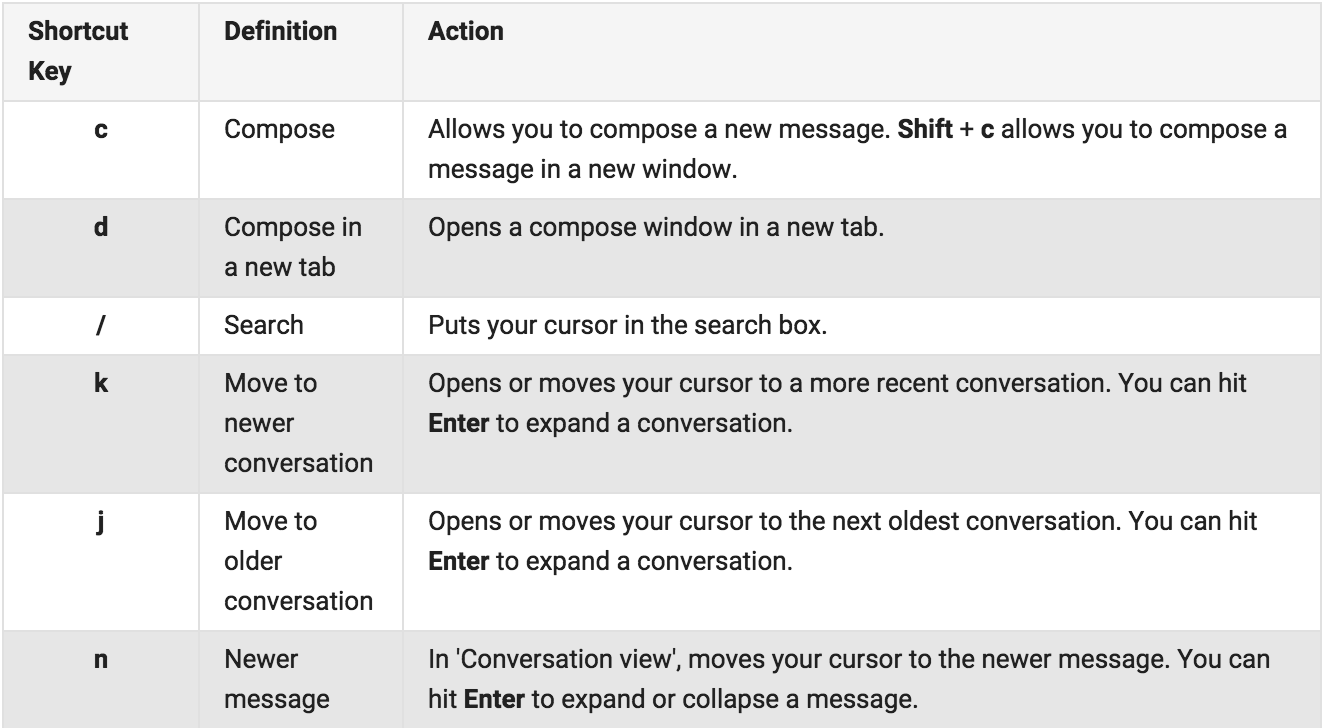 Shortcut Key
Definition
Action
c
Compose
Allows you to compose a new message. Shift + c allows you to compose a
message in a new window.
d
Compose in
a new tab
Opens a compose window in a new tab.
/
Search
Puts your cursor in the search box.
k
Move to
newer
conversation
Opens or moves your cursor to a more recent conversation. You can hit
Enter to expand a conversation.
j
Move to
older
conversation
Opens or moves your cursor to the next oldest conversation. You can hit
Enter to expand a conversation.
n
Newer
message
In 'Conversation view', moves your cursor to the newer message. You can
hit Enter to expand or collapse a message.